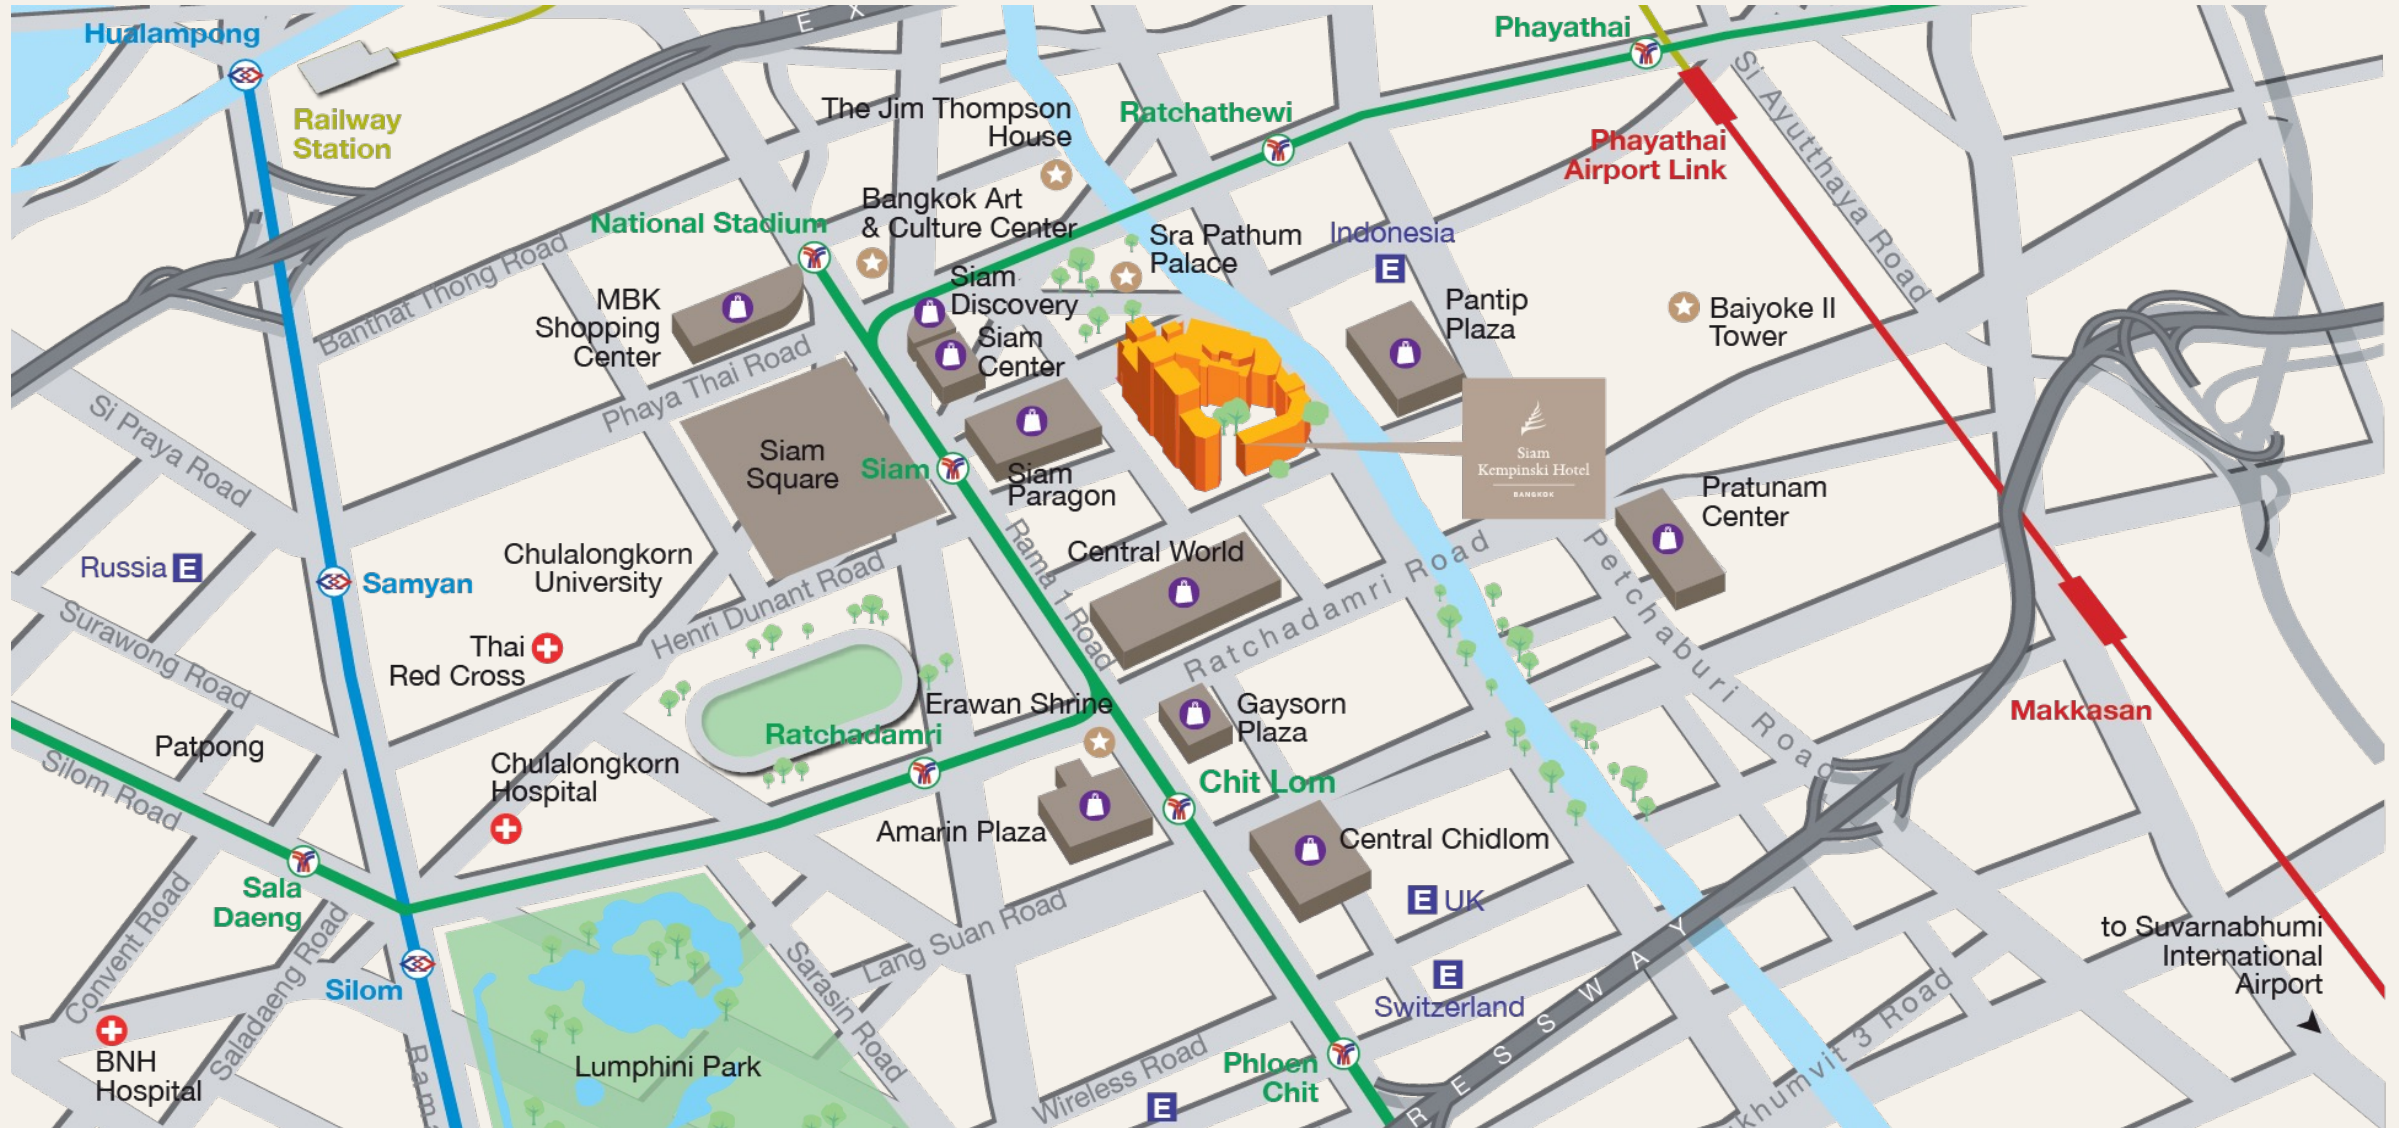 Hualampong
E X
Phayathai
Railway
Station
The Jim Thompson
House
Ratchathewi
Phayathai
Airport Link
Si Ayutthaya Road
National Stadium
Bangkok Art
& Culture Center
Sra Pathum
Palace
Indonesia
E
Banthat Thong Road
MBK
Shopping
Center
Siam
Discovery
Siam
Center
Pantip
Plaza
Baiyoke II
Tower
Phaya Thai Road
Si Praya Road
Siam
Square
Siam
Siam
Paragon
Siam
Kempinski Hotel
BANGKOK
Pratunam
Center
Russia E
Samyan
Chulalongkorn
University
Henri Dunant Road
Rama 1 Road
Central World
Ratchadamri Road
Petchaburi Road
Surawong Road
Thai
Red Cross
Erawan Shrine
Gaysorn
Plaza
Makkasan
Ratchadamri
Patpong
Silom Road
Chulalongkorn
Hospital
Chit Lom
Amarin Plaza
Central Chidlom
Sala
Daeng
E UK
Convent Road
Saladaeng Road
Silom
Lang Suan Road
Sarasin Road
E
Switzerland
to Suvarnabhumi
International
Airport
BNH
Hospital
Ram
Lumphini Park
Wireless Road
E
Phloen
Chit
R E S S W A Y
khumvit 3 Road